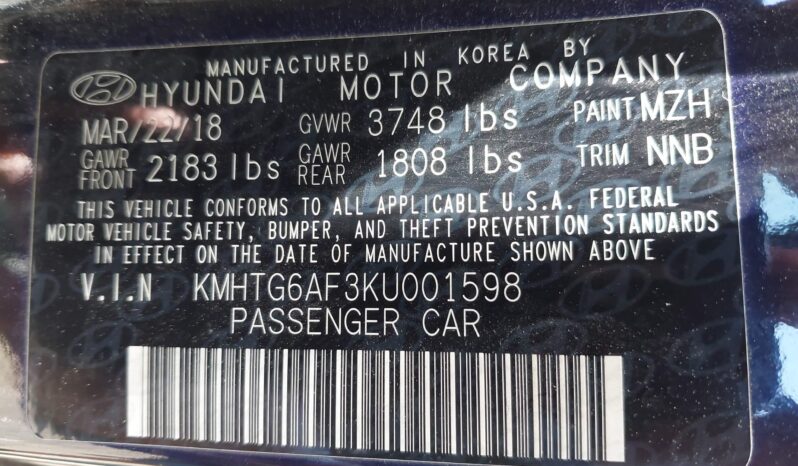 MANUFACTURED IN KOREA BY
HYUNDAI MOTOR COMPANY
MAR/22/18 GVWR 3748 lbs PAINT MZH
GAWR FRONT 2183 lbs GAWR REAR 1808 lbs TRIM NNB
THIS VEHICLE CONFORMS TO ALL APPLICABLE U.S.A. FEDERAL
MOTOR VEHICLE SAFETY, BUMPER, AND THEFT PREVENTION STANDARDS
IN EFFECT ON THE DATE OF MANUFACTURE SHOWN ABOVE
V.I.N KMHTG6AF3KU001598
PASSENGER CAR